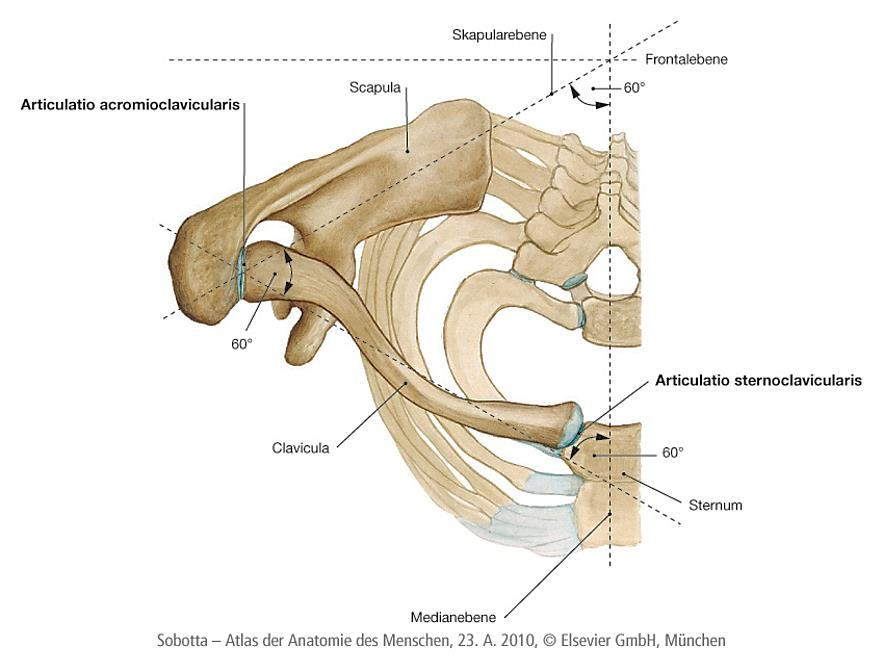 Skapularebene
Frontalebene
Scapula
60°
Articulatio acromioclavicularis
60°
Articulatio sternoclavicularis
Clavicula
60°
Sternum
Medianebene
Sobotta – Atlas der Anatomie des Menschen, 23. A. 2010, © Elsevier GmbH, München